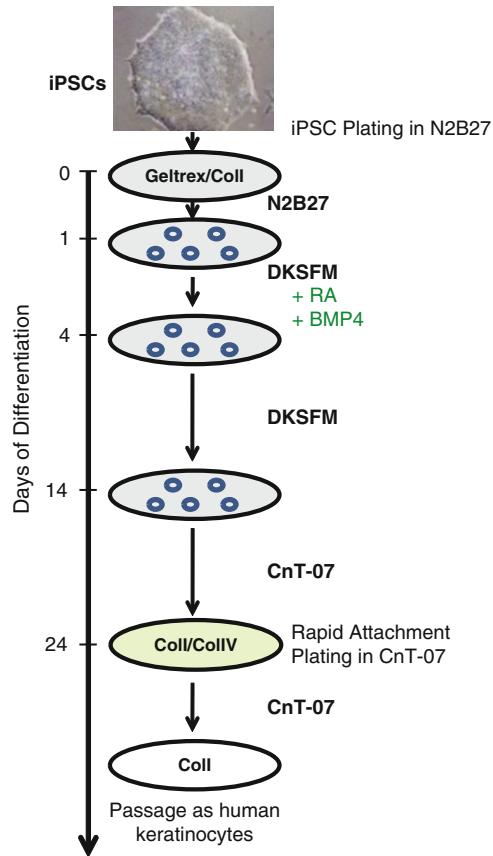 iPSCs
iPSC Plating in N2B27
0
Geltrex/ColI
N2B27
1
DKSFM
+ RA
+ BMP4
4
DKSFM
14
CnT-07
24
ColI/ColIV
Rapid Attachment
Plating in CnT-07
CnT-07
ColI
Passage as human
keratinocytes
Days of Differentiation